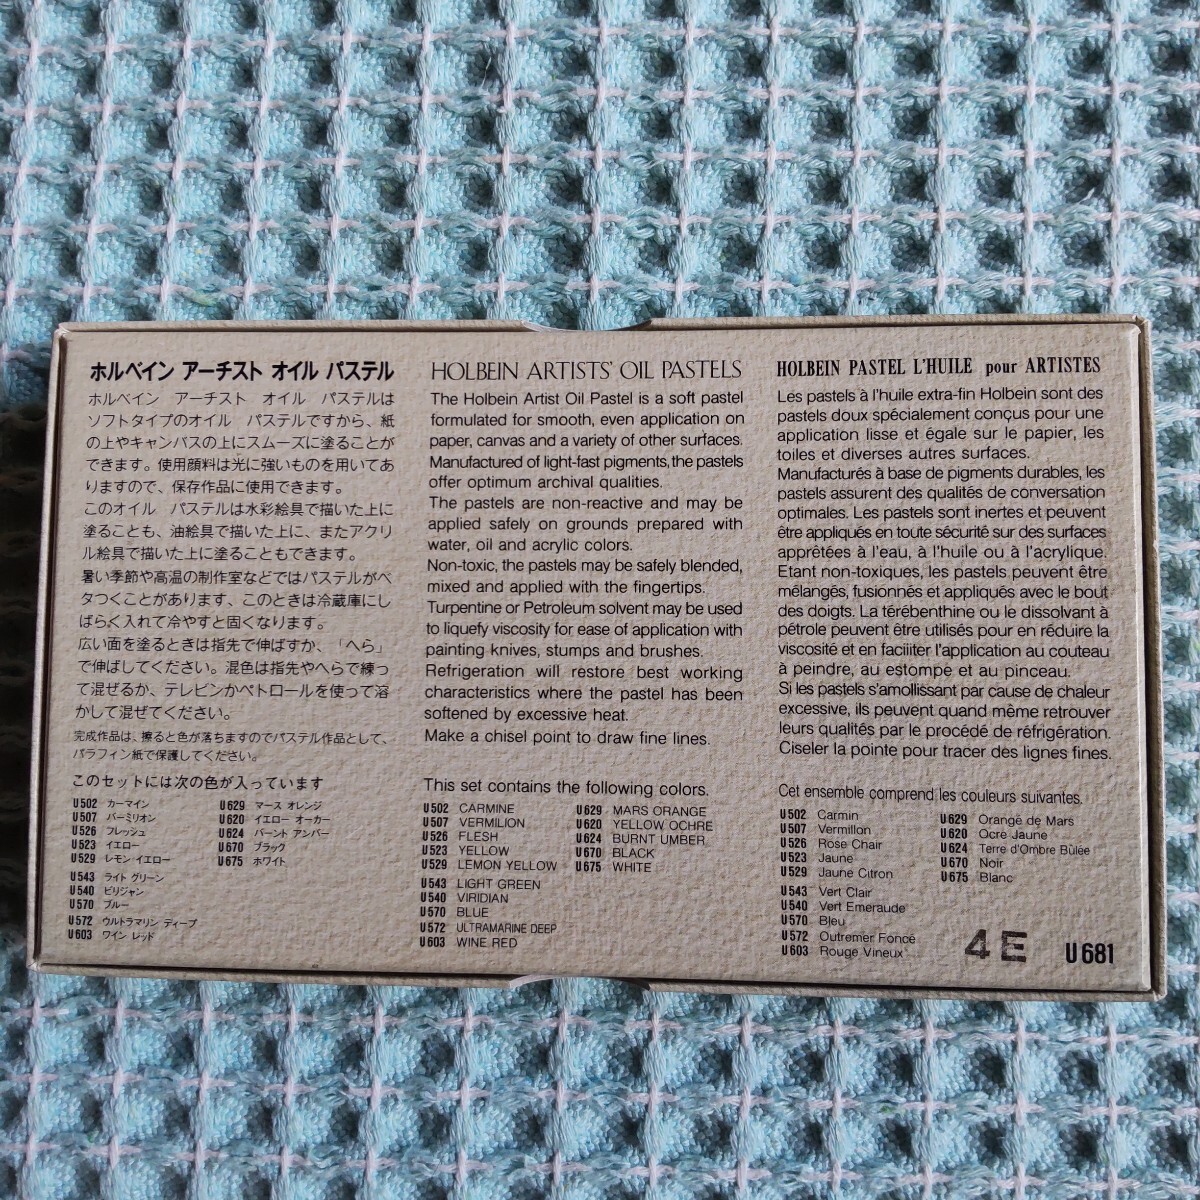 ホルベイン アーチスト オイル パステル
ホルベイン アーチスト オイル パステルは
ソフトタイプのオイル パステルですから、紙
の上やキャンバスの上にスムーズに塗ることが
できます。使用顔料は光に強いものを用いてあ
りますので、保存作品に使用できます。
このオイル パステルは水彩絵具で描いた上に
塗ることも、油絵具で描いた上に、またアクリ
ル絵具で描いた上に塗ることもできます。
暑い季節や高温の制作室などではパステルがベ
タつくことがあります、このときは冷蔵庫にし
ばらく入れて冷やすと固くなります。
広い面を塗るときは指先で伸ばすか、「へら」
で伸ばしてください。混色は指先やへらで練っ
て混ぜるか、テレピンかペトロールを使って溶
かして混ぜてください。
完成作品は、擦ると色が落ちますのでパステル作品として、
パラフィン紙で保護してください。
このセットには次の色が入っています
U502 カーマイン
U507 バーミリオン
U526 フレッシュ
U523 イエロー
U529 レモン イエロー
U543 ライト グリーン
U540 ビリジャン
U570 ブルー
U572 ウルトラマリン ディープ
U603 ワイン レッド
U629 マース オレンジ
U620 イエロー オーカー
U624 バーント アンバー
U670 ブラック
U675 ホワイト
HOLBEIN ARTISTS' OIL PASTELS
The Holbein Artist Oil Pastel is a soft pastel
formulated for smooth, even application on
paper, canvas and a variety of other surfaces.
Manufactured of light-fast pigments, the pastels
offer optimum archival qualities.
The pastels are non-reactive and may be
applied safely on grounds prepared with
water, oil and acrylic colors.
Non-toxic, the pastels may be safely blended,
mixed and applied with the fingertips.
Turpentine or Petroleum solvent may be used
to liquefy viscosity for ease of application with
painting knives, stumps and brushes.
Refrigeration will restore best working
characteristics where the pastel has been
softened by excessive heat.
Make a chisel point to draw fine lines.
This set contains the following colors.
U502 CARMINE
U507 VERMILION
U526 FLESH
U523 YELLOW
U529 LEMON YELLOW
U543 LIGHT GREEN
U540 VIRIDIAN
U570 BLUE
U572 ULTRAMARINE DEEP
U603 WINE RED
U629 MARS ORANGE
U620 YELLOW OCHRE
U624 BURNT UMBER
U670 BLACK
U675 WHITE
HOLBEIN PASTEL L'HUILE pour ARTISTES
Les pastels à l'huile extra-fin Holbein sont des
pastels doux spécialement conçus pour une
application lisse et égale sur le papier, les
toiles et diverses autres surfaces.
Manufacturés à base de pigments durables, les
pastels assurent des qualités de conversation
optimales. Les pastels sont inertes et peuvent
être appliqués en toute sécurité sur des surfaces
apprêtées à l'eau, à l'huile ou à l'acrylique.
Etant non-toxiques, les pastels peuvent être
mélangés, fusionnés et appliqués avec le bout
des doigts. La térébenthine ou le dissolvant à
pétrole peuvent être utilisés pour en réduire la
viscosité et en faciiiter l'application au couteau
à peindre, au estompe et au pinceau.
Si les pastels s'amollissant par cause de chaleur
excessive, ils peuvent quand même retrouver
leurs qualités par le procédé de réfrigération.
Ciseler la pointe pour tracer des lignes fines.
Cet ensemble comprend les couleurs suivantes.
U502 Carmin
U507 Vermillon
U526 Rose Chair
U523 Jaune
U529 Jaune Citron
U543 Vert Clair
U540 Vert Emeraude
U570 Bleu
U572 Outremer Foncé
U603 Rouge Vineux
U629 Orange de Mars
U620 Ocre Jaune
U624 Terre d'Ombre Bûlée
U670 Noir
U675 Blanc
4E
U681